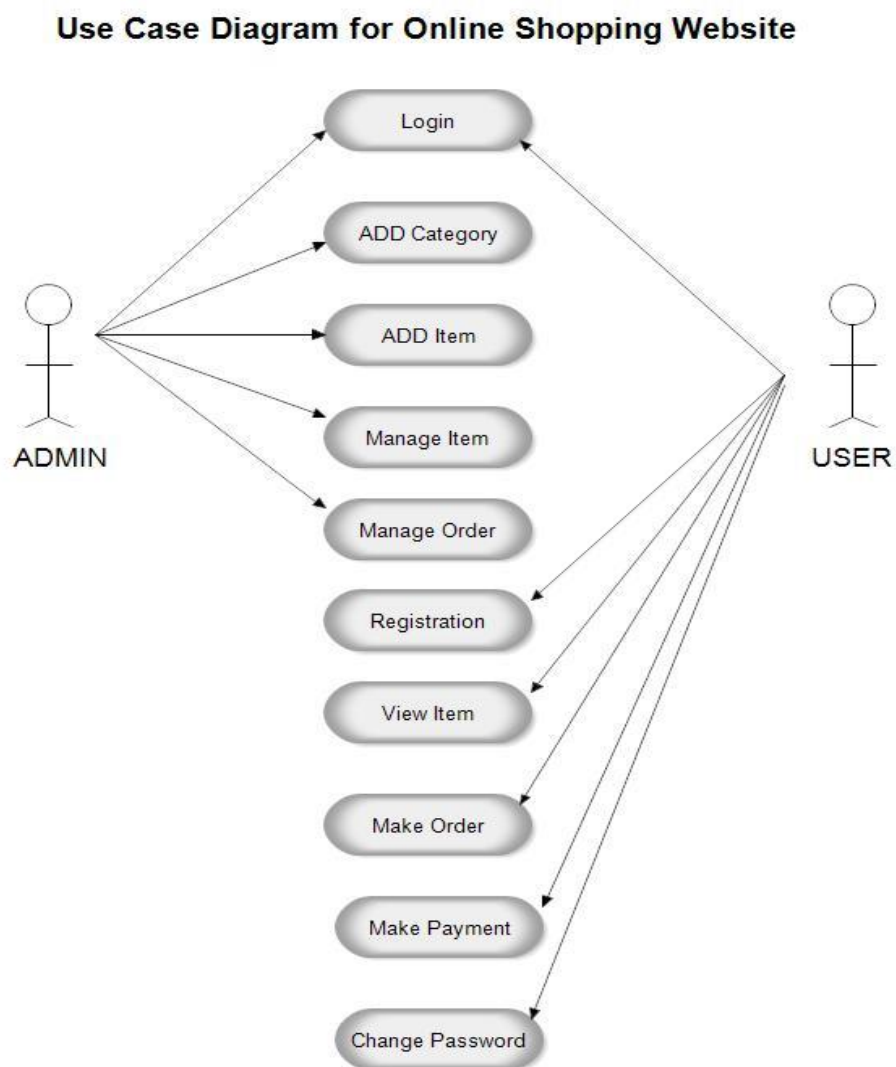 Use Case Diagram for Online Shopping Website
Login
ADD Category
ADD Item
Manage Item
ADMIN
USER
Manage Order
Registration
View Item
Make Order
Make Payment
Change Password